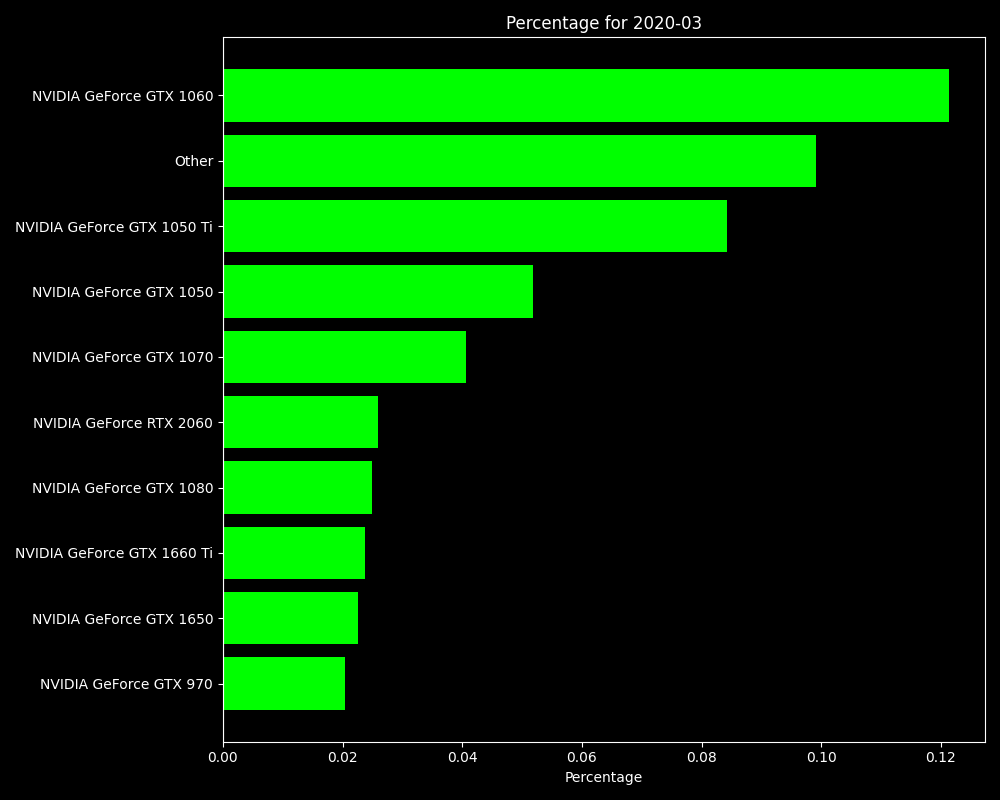 Percentage for 2020-03
NVIDIA GeForce GTX 1060
Other
NVIDIA GeForce GTX 1050 Ti
NVIDIA GeForce GTX 1050
NVIDIA GeForce GTX 1070
NVIDIA GeForce RTX 2060
NVIDIA GeForce GTX 1080
NVIDIA GeForce GTX 1660 Ti
NVIDIA GeForce GTX 1650
NVIDIA GeForce GTX 970
0.00 0.02 0.04 0.06 0.08 0.10 0.12
Percentage